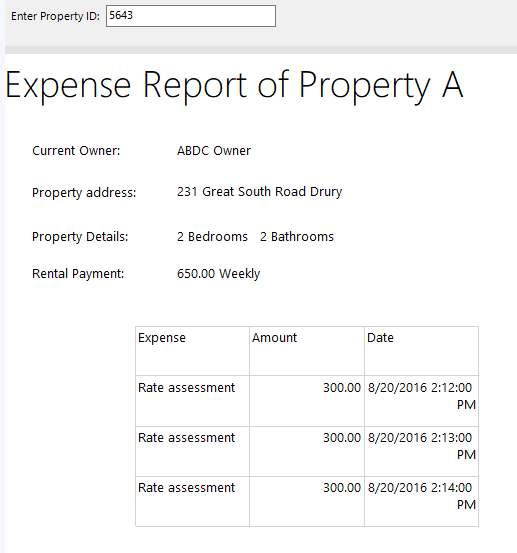 Enter Property ID: 5643
Expense Report of Property A
Current Owner: ABDC Owner
Property address: 231 Great South Road Drury
Property Details: 2 Bedrooms 2 Bathrooms
Rental Payment: 650.00 Weekly
Expense Amount Date
Rate assessment 300.00 8/20/2016 2:12:00
PM
Rate assessment 300.00 8/20/2016 2:13:00
PM
Rate assessment 300.00 8/20/2016 2:14:00
PM